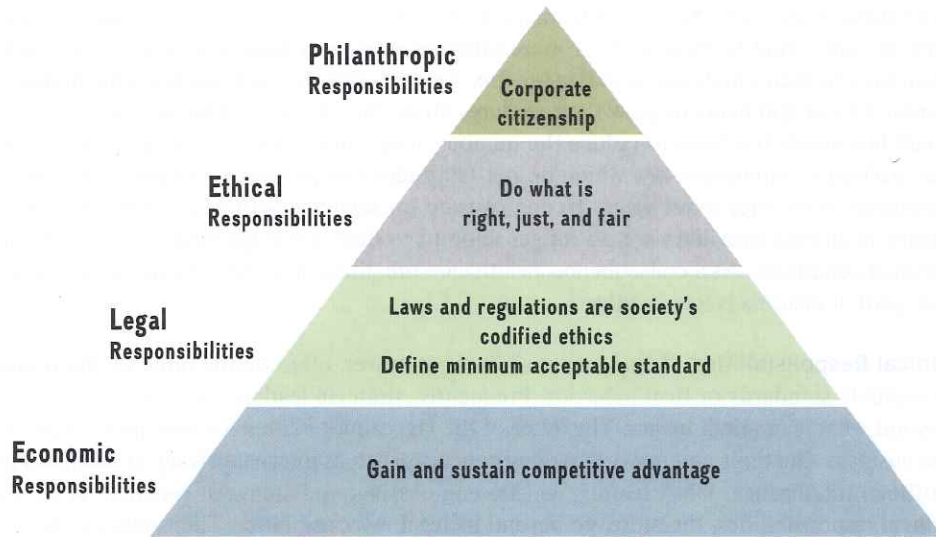 Philanthropic
Responsibilities
Corporate
citizenship
Ethical
Responsibilities
Do what is
right, just, and fair
Legal
Responsibilities
Laws and regulations are society's
codified ethics
Define minimum acceptable standard
Economic
Responsibilities
Gain and sustain competitive advantage